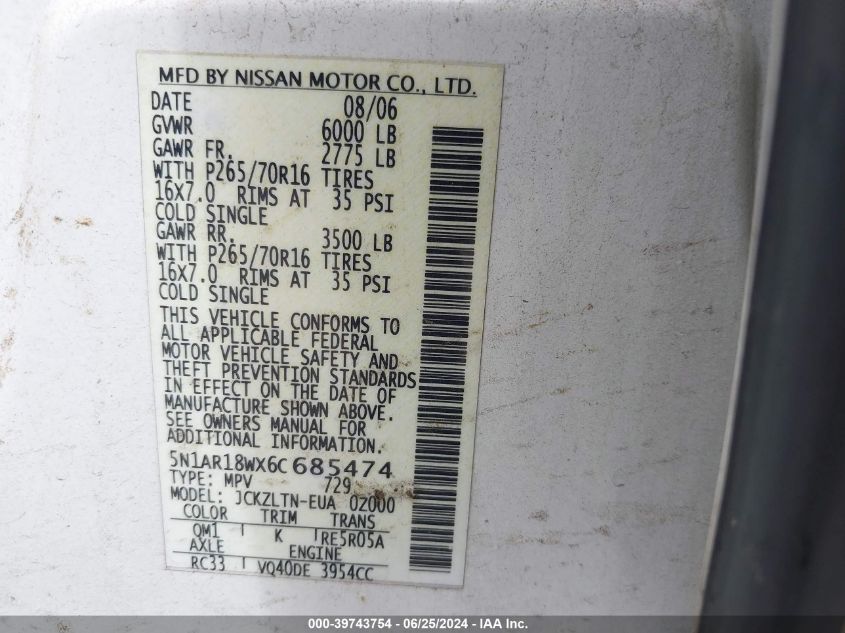 MFD BY NISSAN MOTOR CO., LTD.
DATE 08/06
GVWR 6000 LB
GAWR FR. 2775 LB
WITH P265/70R16 TIRES
16X7.0 RIMS AT 35 PSI
COLD SINGLE
GAWR RR. 3500 LB
WITH P265/70R16 TIRES
16X7.0 RIMS AT 35 PSI
COLD SINGLE
THIS VEHICLE CONFORMS TO
ALL APPLICABLE FEDERAL
MOTOR VEHICLE SAFETY AND
THEFT PREVENTION STANDARDS
IN EFFECT ON THE DATE OF
MANUFACTURE SHOWN ABOVE.
SEE OWNERS MANUAL FOR
ADDITIONAL INFORMATION.
5N1AR18WX6C 685474
TYPE: MPV 729
MODEL: JCKZLTN-EUA 02000
COLOR TRIM TRANS
QM1 K RE5R05A
AXLE ENGINE
RC33 VQ40DE 3954CC
000-39743754 - 06/25/2024 - IAA Inc.